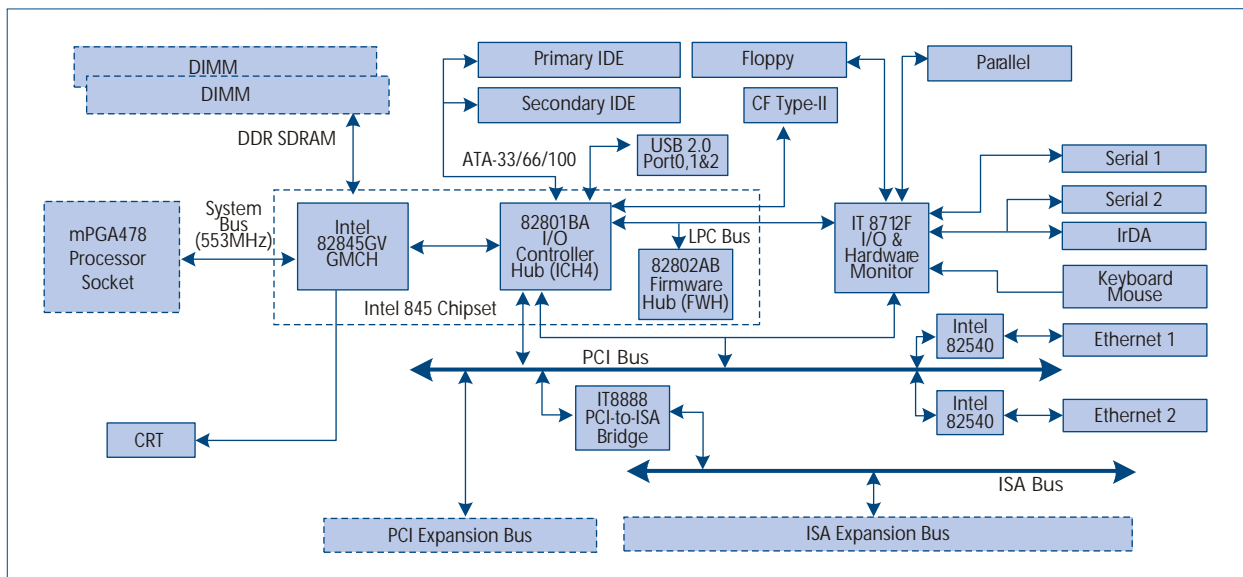 DIMM
DIMM
DDR SDRAM
Primary IDE
Secondary IDE
ATA-33/66/100
USB 2.0
Port0,1&2
Floppy
CF Type-II
Parallel
Serial 1
Serial 2
IrDA
Keyboard
Mouse
mPGA478
Processor
Socket
System
Bus
(553MHz)
Intel
82845GV
GMCH
82801BA
I/O
Controller
Hub (ICH4)
LPC Bus
82802AB
Firmware
Hub (FWH)
Intel 845 Chipset
IT 8712F
I/O &
Hardware
Monitor
PCI Bus
Intel
82540
Ethernet 1
Intel
82540
Ethernet 2
IT8888
PCI-to-ISA
Bridge
CRT
ISA Bus
PCI Expansion Bus
ISA Expansion Bus